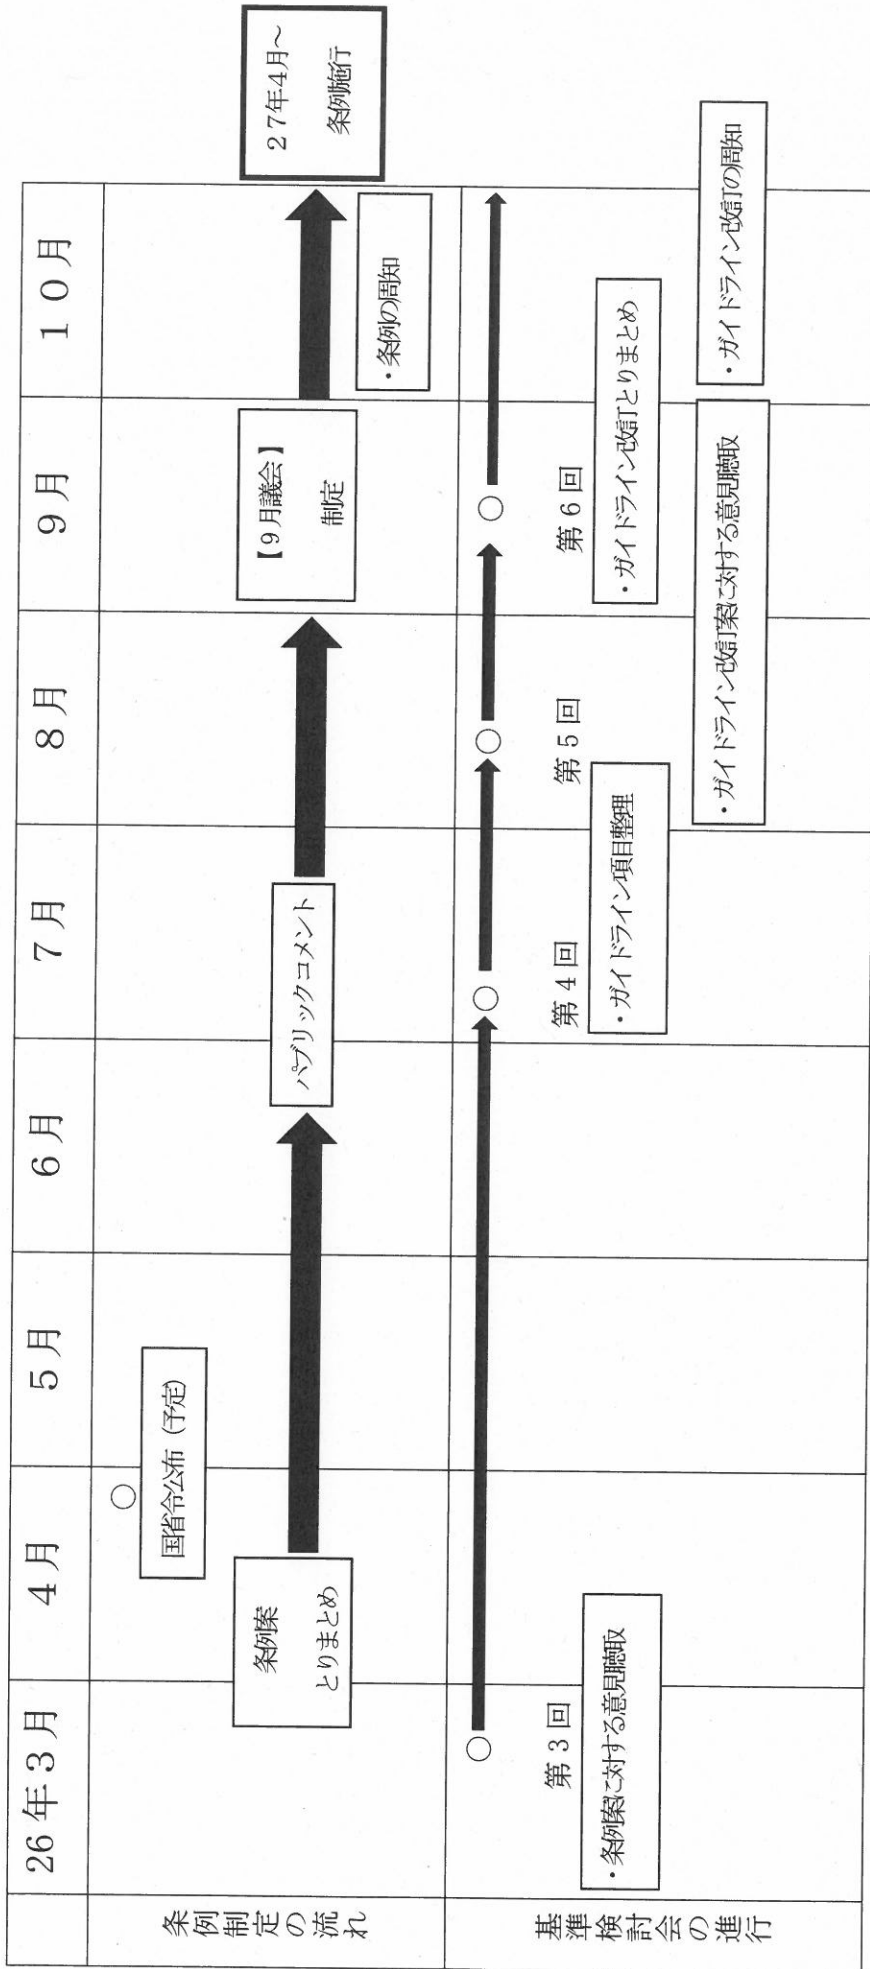 26年3月
4月
5月
6月
7月
8月
9月
10月
条例制定の流れ
国省令公布（予定）
条例案
とりまとめ
パブリックコメント
【9月議会】
制定
・条例の周知
27年4月～
条例施行
基準検討会の進行
第3回
・条例案に対する意見聴取
第4回
・ガイドライン項目整理
第5回
・ガイドライン改訂案に対する意見聴取
第6回
・ガイドライン改訂とりまとめ
・ガイドライン改訂の周知